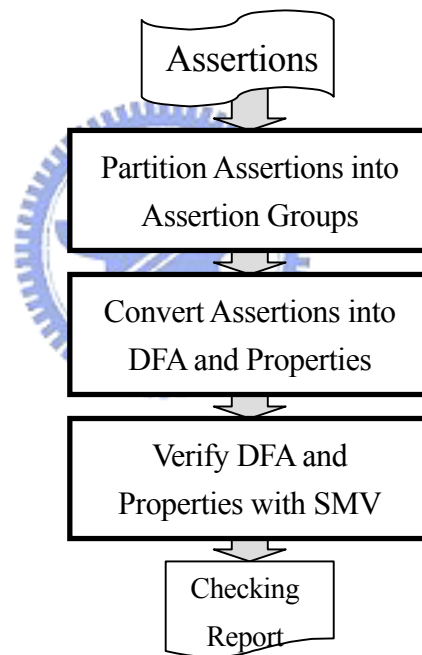 Assertions
Partition Assertions into
Assertion Groups
Convert Assertions into
DFA and Properties
Verify DFA and
Properties with SMV
Checking
Report